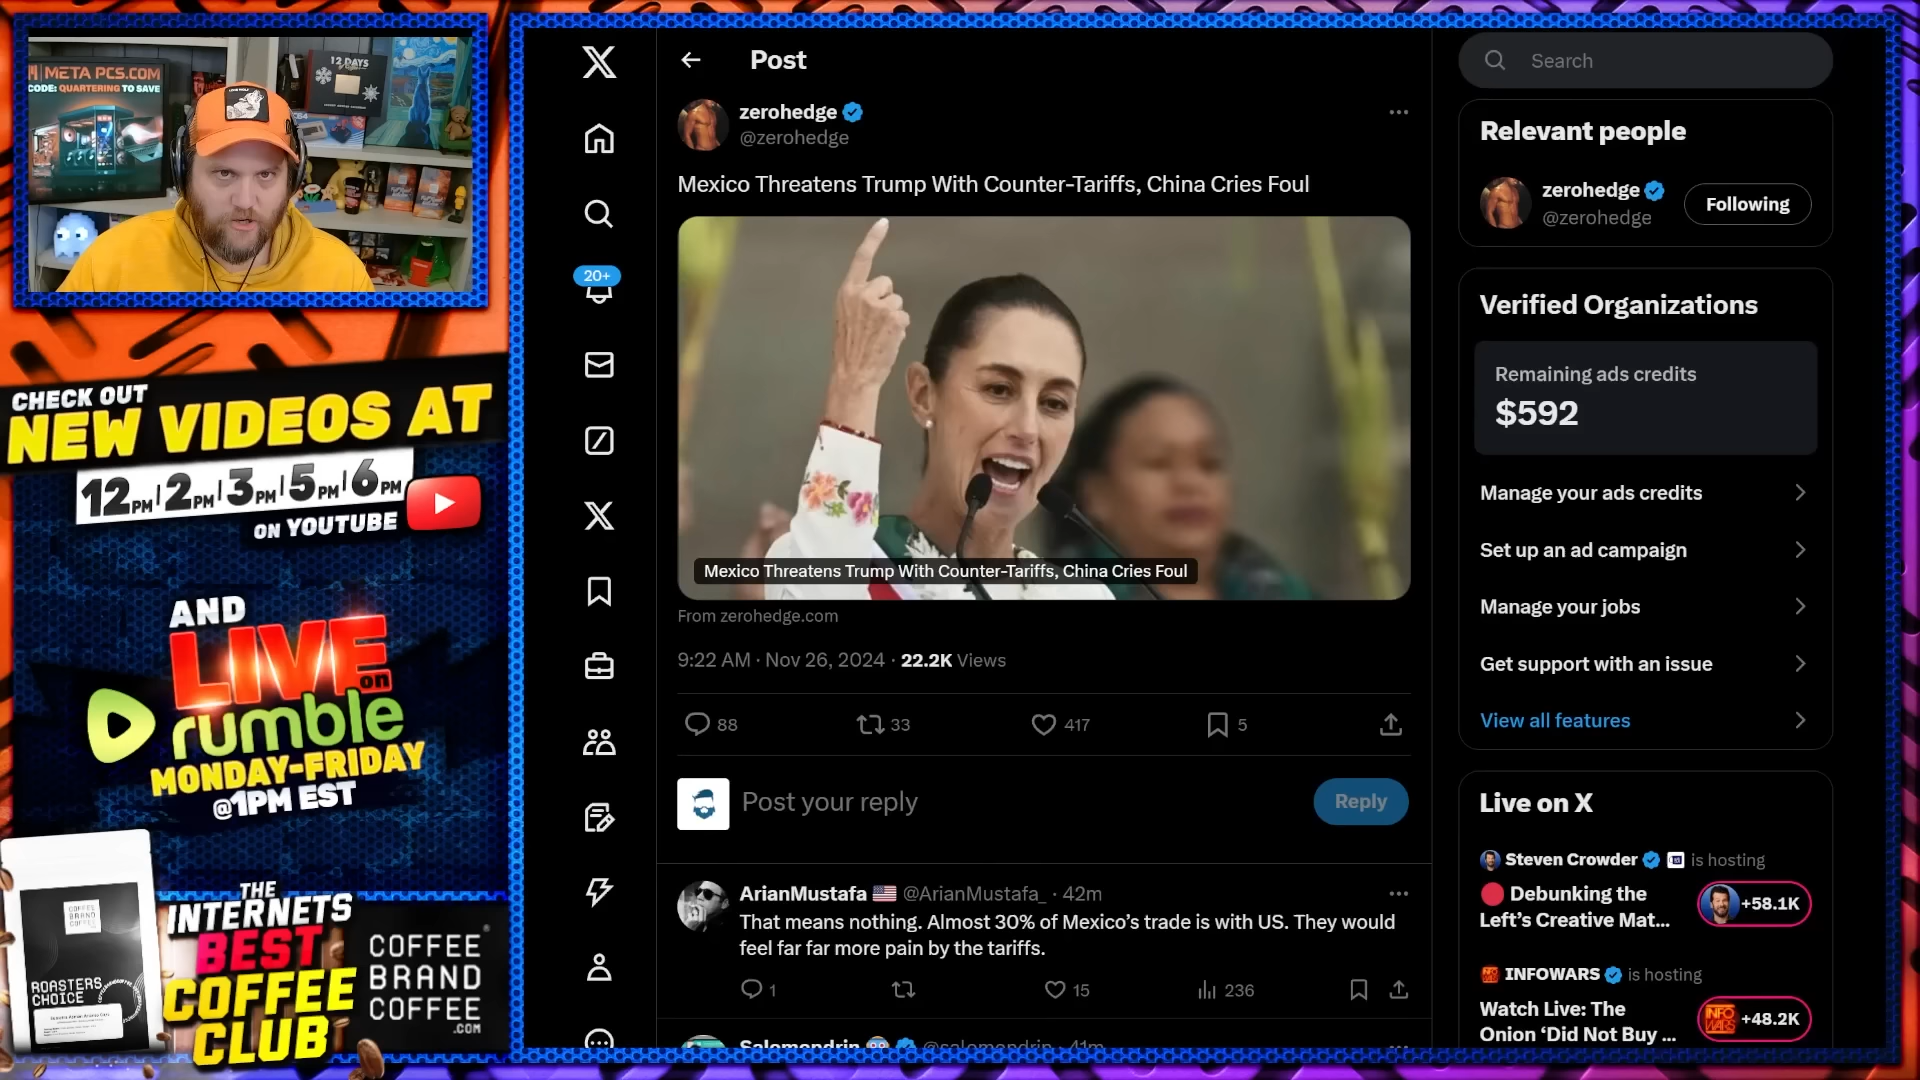 META PCS.COM
CODE: QUARTERING TO SAVE
12 DAYS
CHECK OUT
NEW VIDEOS AT
12PM|2PM|3PM|5PM|6PM
ON YOUTUBE
AND
LIVE
on
rumble
MONDAY-FRIDAY
@1PM EST
THE
INTERNETS
BEST
COFFEE
CLUB
COFFEE
BRAND
COFFEE
.COM
COFFEE
BRAND
COFFEE
ROASTERS
CHOICE
Post
zerohedge
@zerohedge
Mexico Threatens Trump With Counter-Tariffs, China Cries Foul
Mexico Threatens Trump With Counter-Tariffs, China Cries Foul
From zerohedge.com
9:22 AM · Nov 26, 2024 · 22.2K Views
88 33 417 5
Post your reply
Reply
ArianMustafa 🇺🇸 @ArianMustafa_ · 42m
That means nothing. Almost 30% of Mexico’s trade is with US. They would
feel far far more pain by the tariffs.
1 15 236
Salomondrin @salomondrin · 41m
20+
Search
Relevant people
zerohedge
@zerohedge
Following
Verified Organizations
Remaining ads credits
$592
Manage your ads credits
Set up an ad campaign
Manage your jobs
Get support with an issue
View all features
Live on X
Steven Crowder is hosting
🔴 Debunking the
Left’s Creative Mat...
+58.1K
INFOWARS is hosting
Watch Live: The
Onion ‘Did Not Buy ...
INFO
WARS
+48.2K